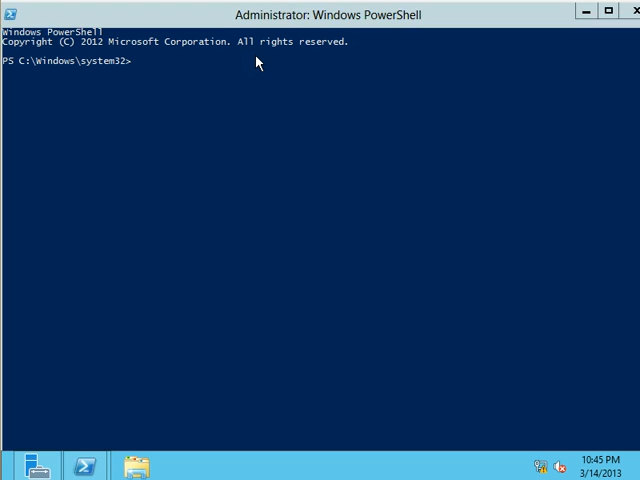 Administrator: Windows PowerShell
Windows PowerShell
Copyright (C) 2012 Microsoft Corporation. All rights reserved.
PS C:\Windows\system32>
10:45 PM
3/14/2013